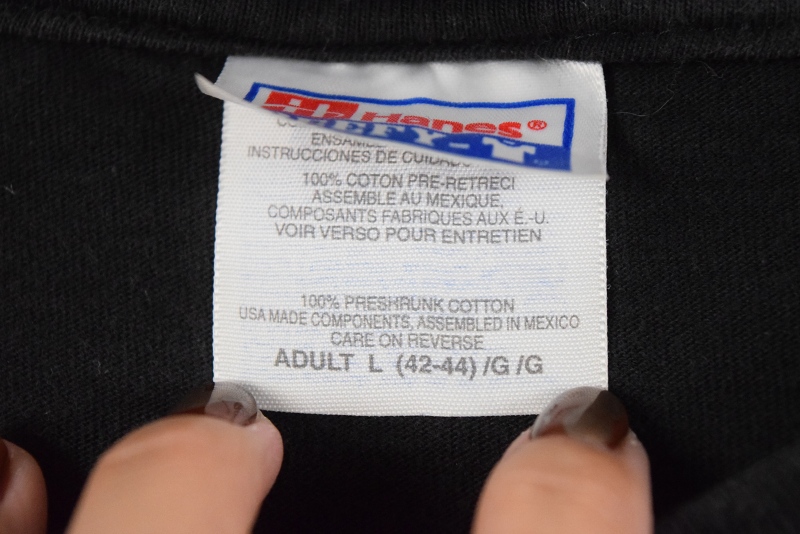 Hanes®
BEEFY-T
INSTRUCCIONES DE CUIDADO
100% COTON PRE-RETRECI
ASSEMBLE AU MEXIQUE,
COMPOSANTS FABRIQUES AUX É.-U.
VOIR VERSO POUR ENTRETIEN
100% PRESHRUNK COTTON
USA MADE COMPONENTS, ASSEMBLED IN MEXICO
CARE ON REVERSE
ADULT L (42-44) /G /G